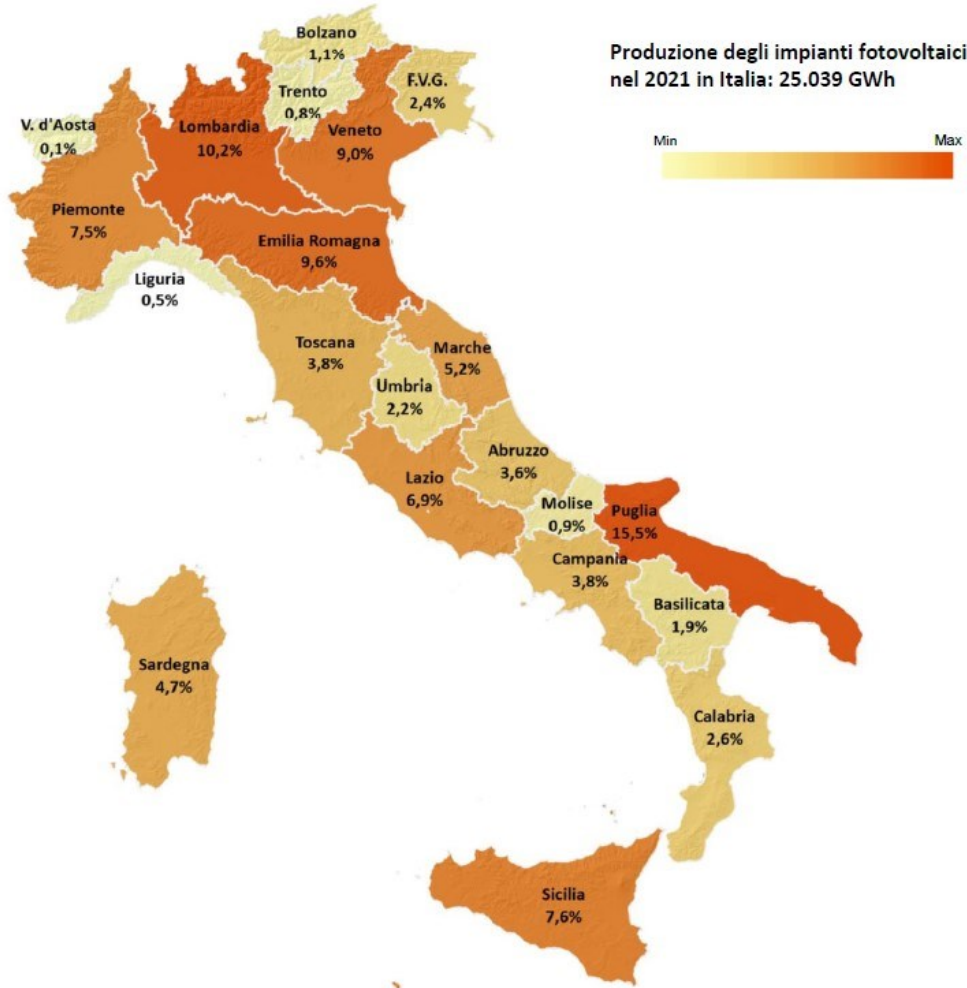 Bolzano
1,1%
Produzione degli impianti fotovoltaici
nel 2021 in Italia: 25.039 GWh
F.V.G.
2,4%
Trento
0,8%
V. d'Aosta
0,1%
Lombardia
10,2%
Veneto
9,0%
Min
Max
Piemonte
7,5%
Emilia Romagna
9,6%
Liguria
0,5%
Toscana
3,8%
Marche
5,2%
Umbria
2,2%
Abruzzo
3,6%
Lazio
6,9%
Molise
0,9%
Puglia
15,5%
Campania
3,8%
Basilicata
1,9%
Sardegna
4,7%
Calabria
2,6%
Sicilia
7,6%